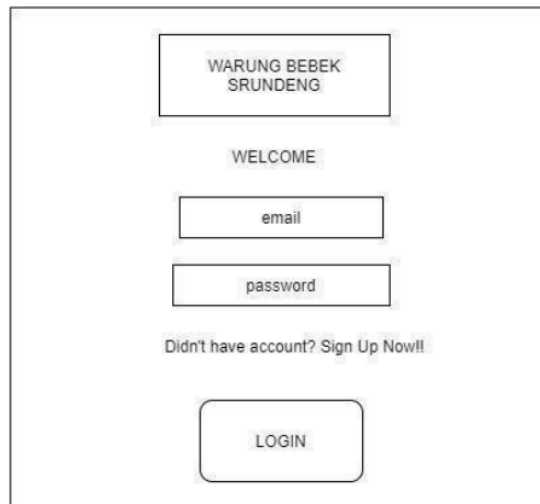 WARUNG BEBEK
SRUNDENG
WELCOME
email
password
Didn't have account? Sign Up Now!!
LOGIN